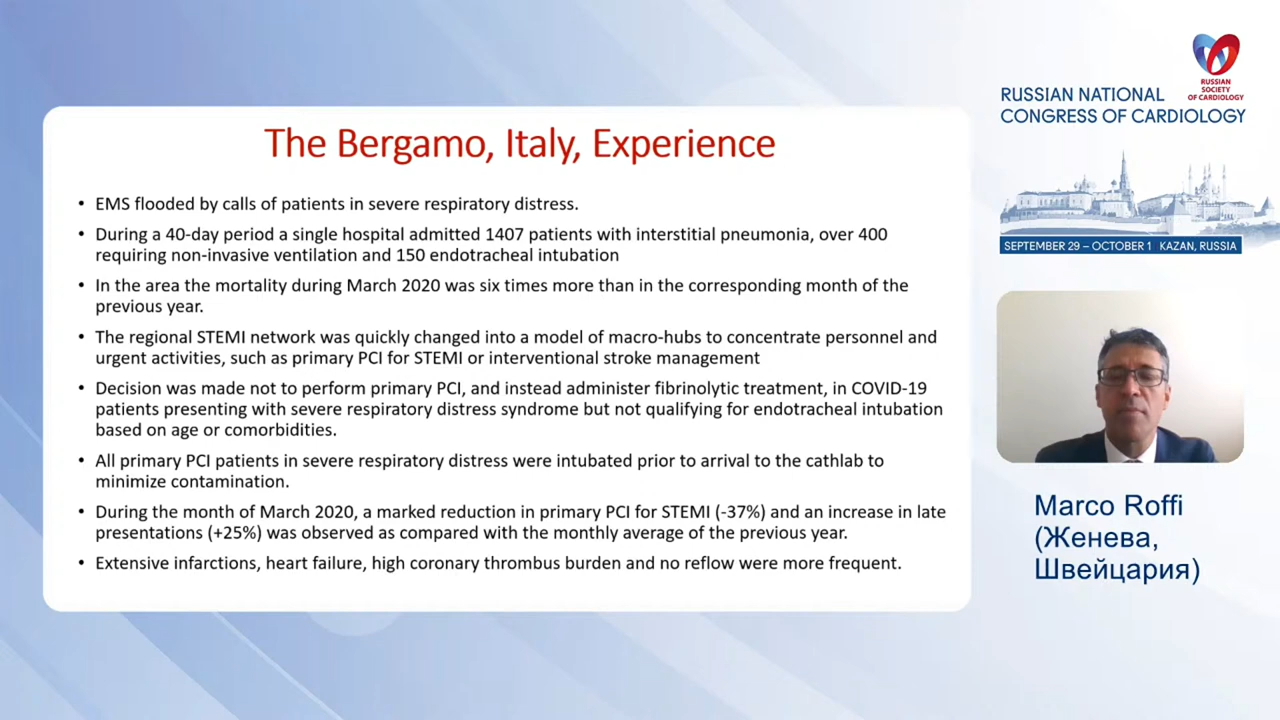 The Bergamo, Italy, Experience
• EMS flooded by calls of patients in severe respiratory distress.
• During a 40-day period a single hospital admitted 1407 patients with interstitial pneumonia, over 400
requiring non-invasive ventilation and 150 endotracheal intubation
• In the area the mortality during March 2020 was six times more than in the corresponding month of the
previous year.
• The regional STEMI network was quickly changed into a model of macro-hubs to concentrate personnel and
urgent activities, such as primary PCI for STEMI or interventional stroke management
• Decision was made not to perform primary PCI, and instead administer fibrinolytic treatment, in COVID-19
patients presenting with severe respiratory distress syndrome but not qualifying for endotracheal intubation
based on age or comorbidities.
• All primary PCI patients in severe respiratory distress were intubated prior to arrival to the cathlab to
minimize contamination.
• During the month of March 2020, a marked reduction in primary PCI for STEMI (-37%) and an increase in late
presentations (+25%) was observed as compared with the monthly average of the previous year.
• Extensive infarctions, heart failure, high coronary thrombus burden and no reflow were more frequent.
RUSSIAN
SOCIETY
OF CARDIOLOGY
RUSSIAN NATIONAL
CONGRESS OF CARDIOLOGY
SEPTEMBER 29 – OCTOBER 1 KAZAN, RUSSIA
Marco Roffi
(Женева,
Швейцария)